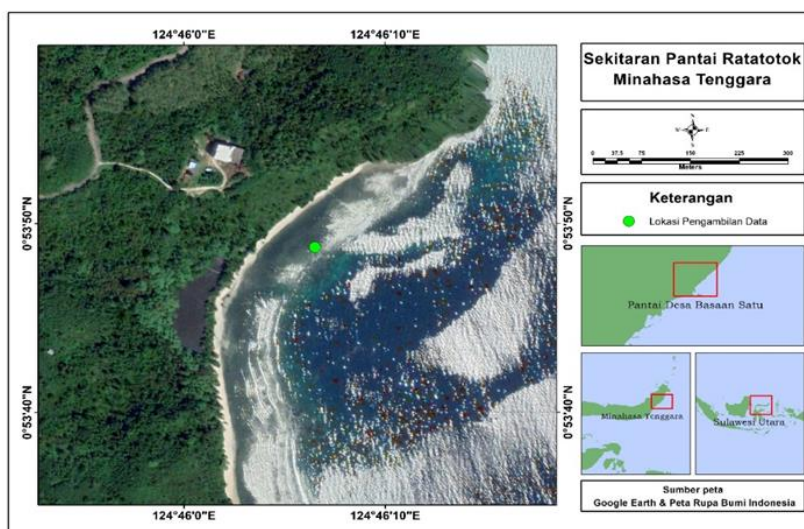 124°46'0"E
124°46'10"E
0°53'50"N
0°53'50"N
0°53'40"N
0°53'40"N
124°46'0"E
124°46'10"E
Sekitaran Pantai Ratatotok
Minahasa Tenggara
0 37.5 75 150 225 300
Meters
Keterangan
Lokasi Pengambilan Data
Pantai Desa Basaan Satu
Minahasa Tenggara
Sulawesi Utara
Sumber peta
Google Earth & Peta Rupa Bumi Indonesia